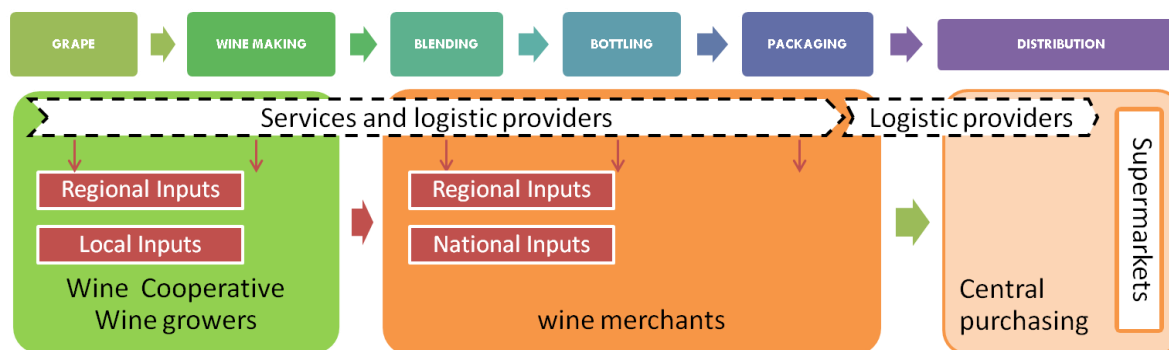 GRAPE
WINE MAKING
BLENDING
BOTTLING
PACKAGING
DISTRIBUTION
Services and logistic providers
Logistic providers
Regional Inputs
Local Inputs
Wine Cooperative
Wine growers
Regional Inputs
National Inputs
wine merchants
Central
purchasing
Supermarkets